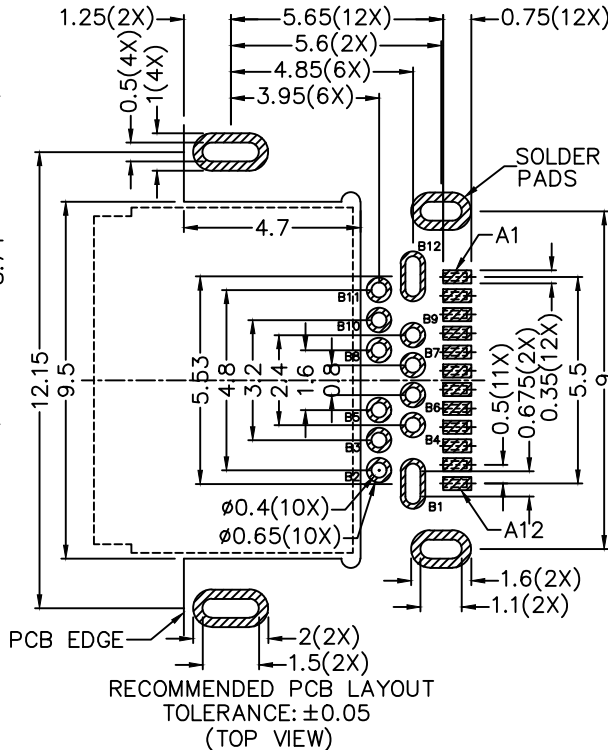 1.25(2X)
5.65(12X)
0.75(12X)
5.6(2X)
4.85(6X)
3.95(6X)
0.5(4X)
1(4X)
SOLDER
PADS
4.7
B12
A1
B11
B10
B9
B8
B7
12.15
9.5
5.53
4.8
3.2
2.4
1.6
0.8
0.5(11X)
0.675(2X)
0.35(12X)
5.5
9
B6
B5
B4
B3
B2
B1
ø0.4(10X)
ø0.65(10X)
A12
1.6(2X)
1.1(2X)
PCB EDGE
2(2X)
1.5(2X)
RECOMMENDED PCB LAYOUT
TOLERANCE: ±0.05
(TOP VIEW)